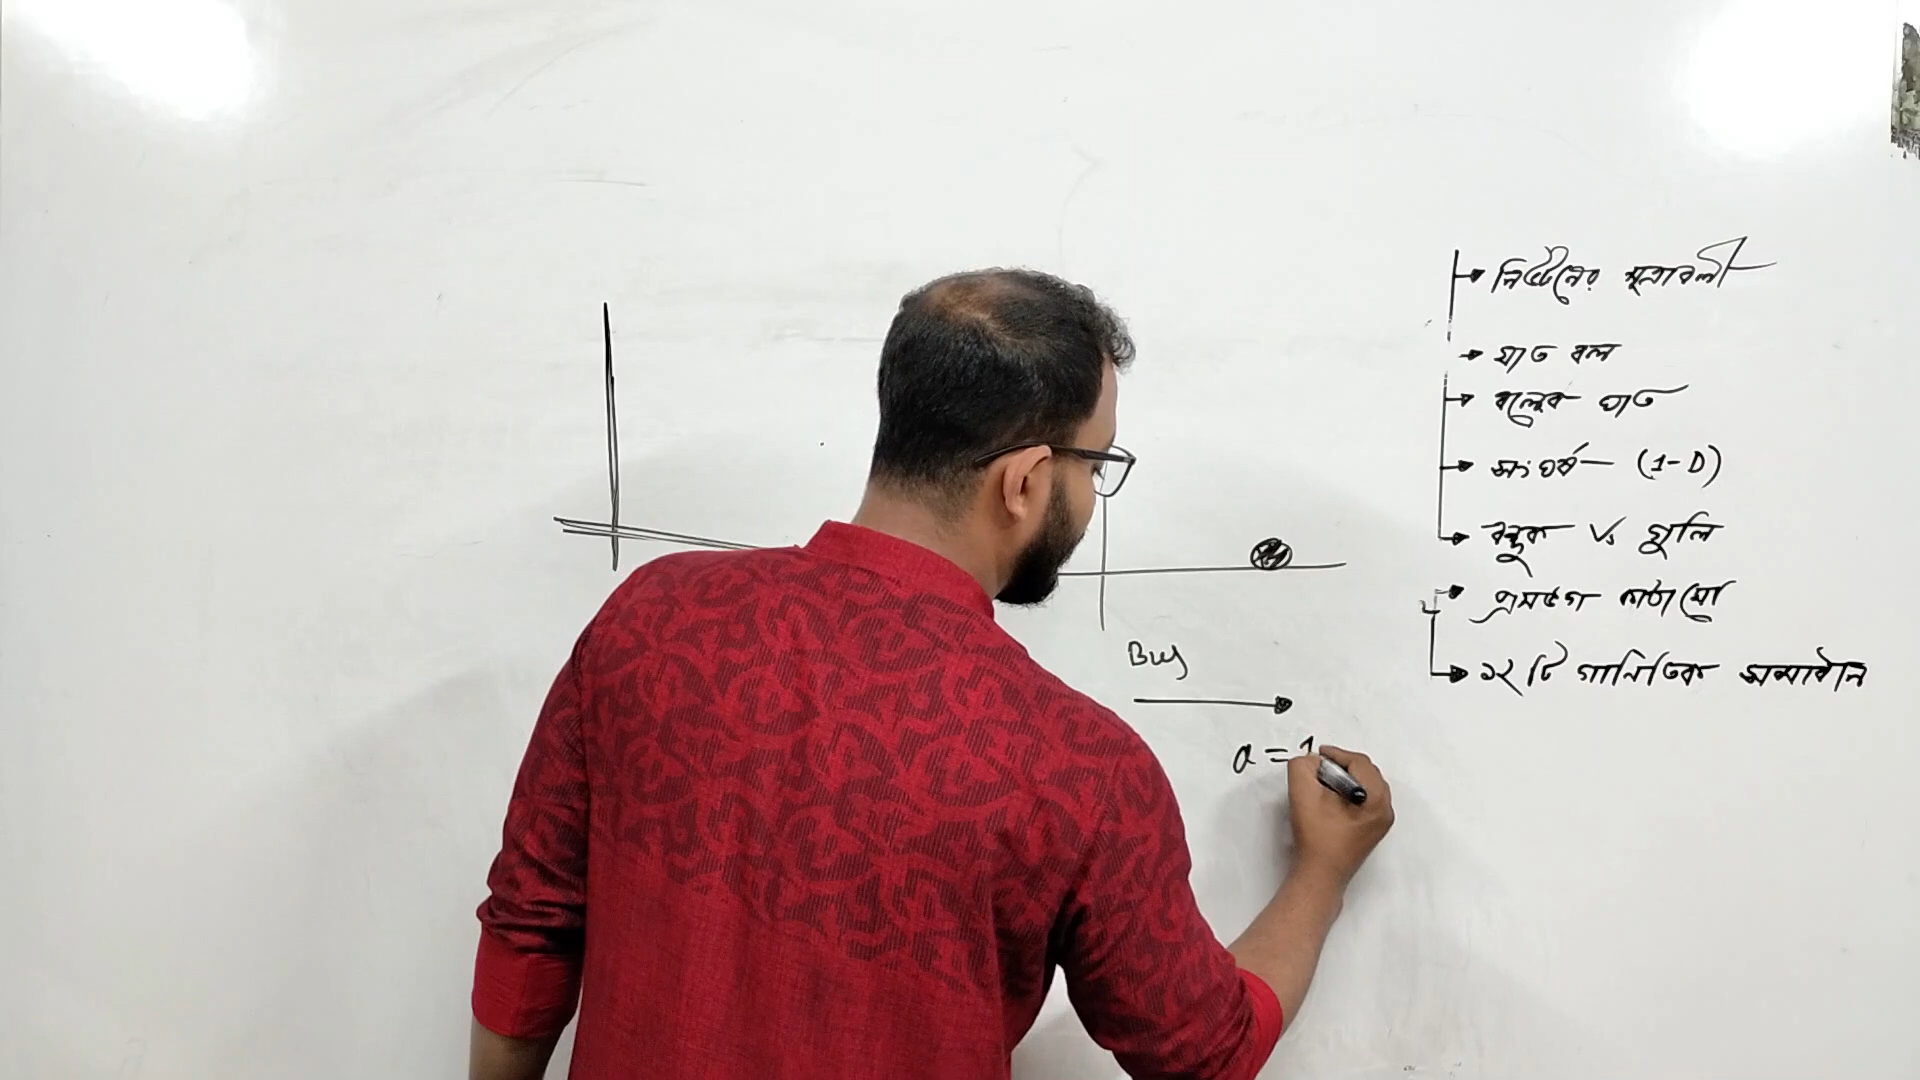 নিউটনের সূত্রাবলী
ঘাত বল
বলের ঘাত
সংঘর্ষ (1-D)
বন্দুক vs গুলি
প্রসঙ্গ কাঠামো
১২ টি গানিতিক সমাধান
Bus
a = 1